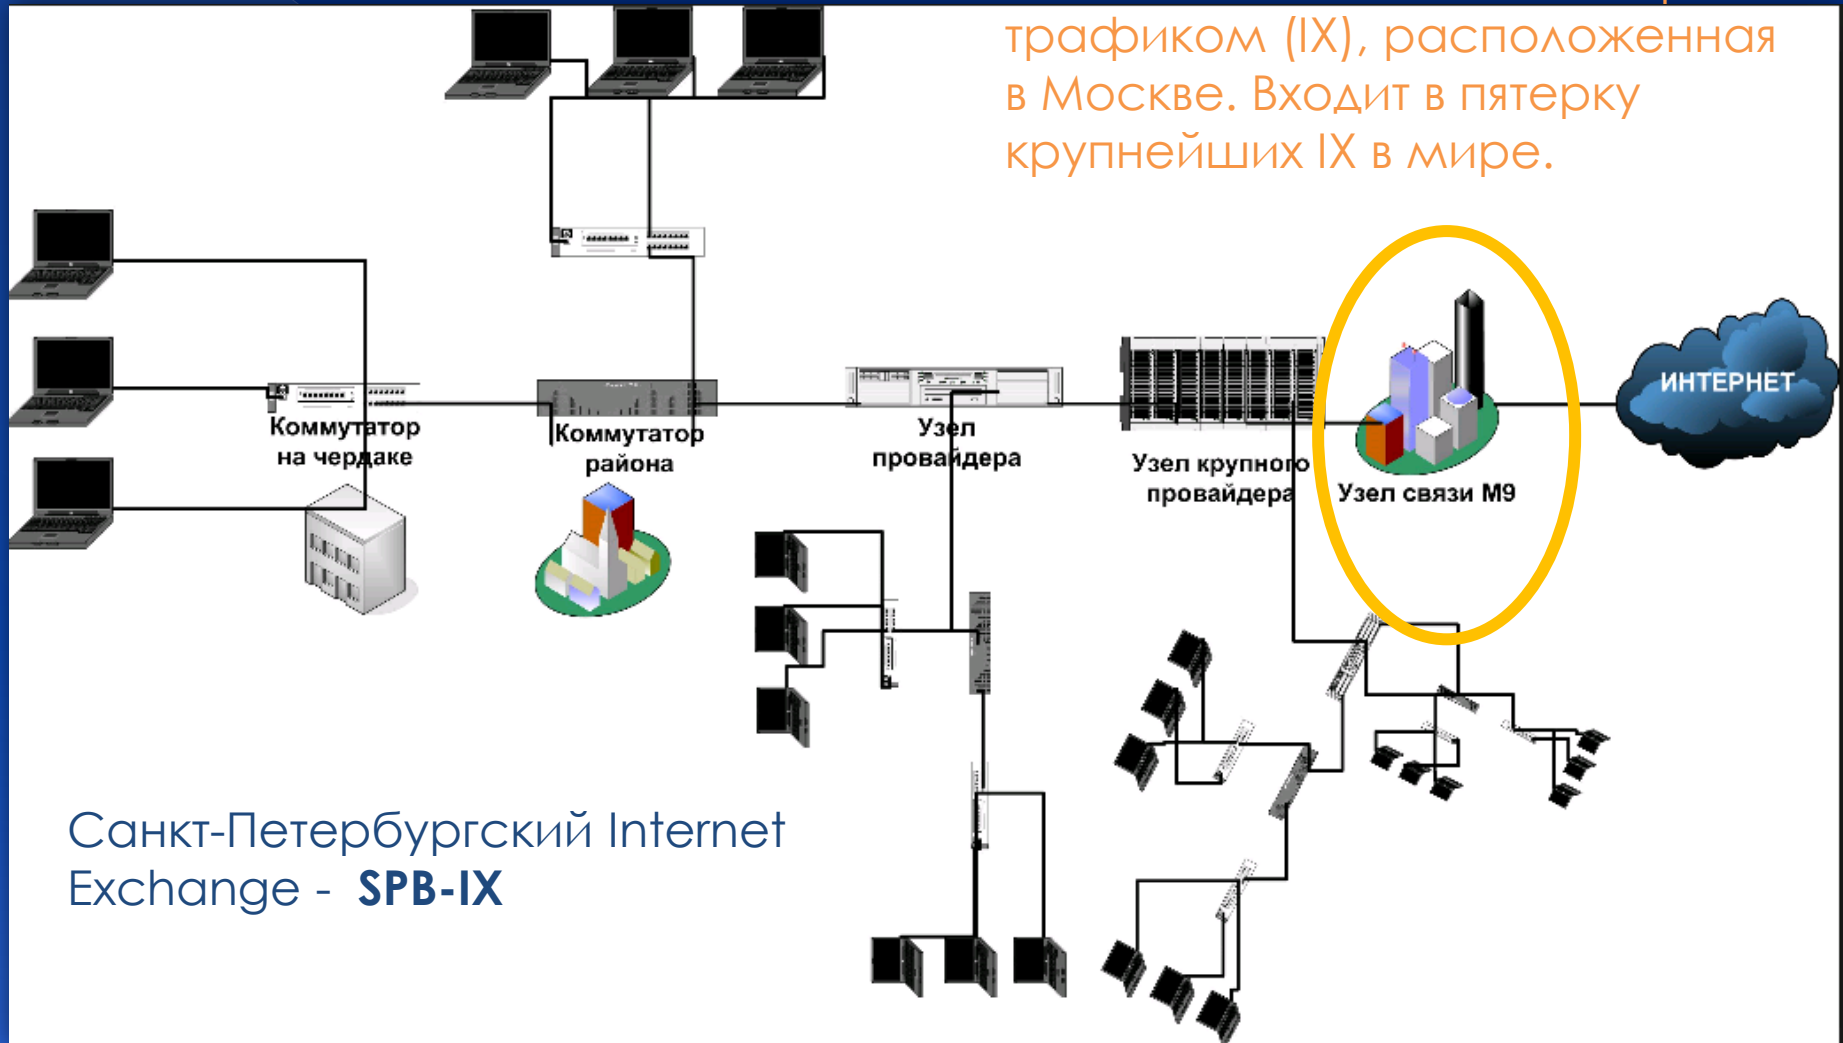 трафиком (IX), расположенная
в Москве. Входит в пятерку
крупнейших IX в мире.
ИНТЕРНЕТ
Коммутатор
на чердаке
Коммутатор
района
Узел
провайдера
Узел крупного
провайдера
Узел связи М9
Санкт-Петербургский Internet
Exchange - SPB-IX